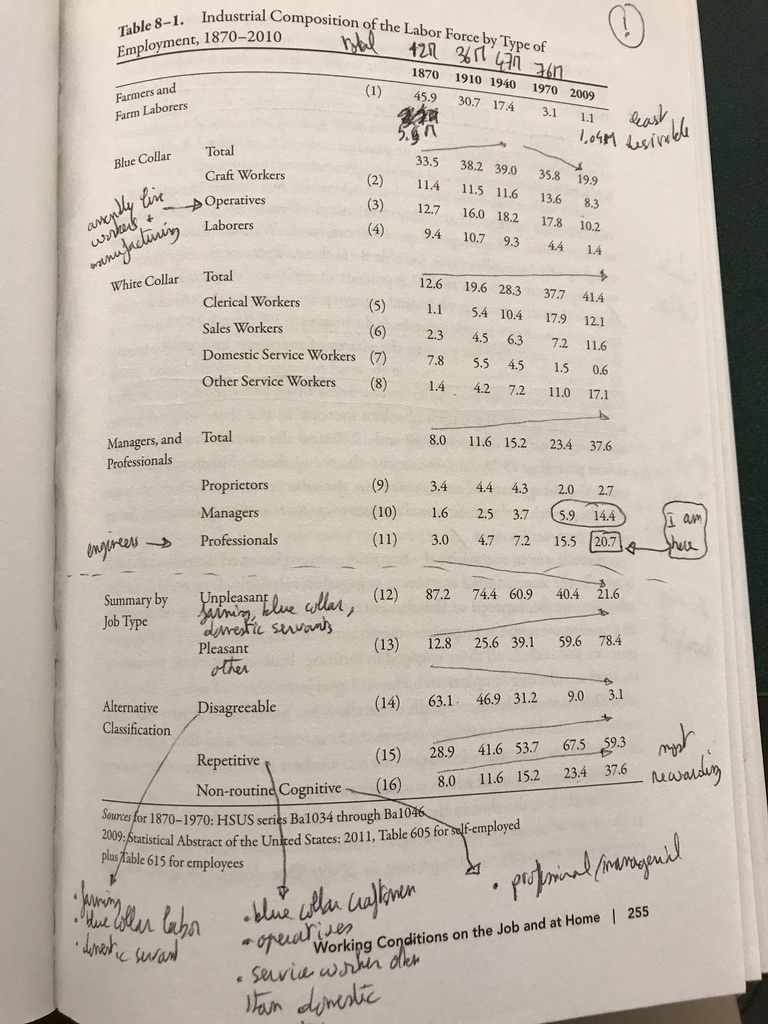 !
Table 8–1. Industrial Composition of the Labor Force by Type of
Employment, 1870–2010
total 42M 36M 47M 76M
1870 1910 1940 1970 2009
Farmers and (1) 45.9 30.7 17.4 3.1 1.1
Farm Laborers
1.04M
least
desirable
Blue Collar Total 33.5 38.2 39.0 35.8 19.9
Craft Workers (2) 11.4 11.5 11.6 13.6 8.3
Operatives (3) 12.7 16.0 18.2 17.8 10.2
Laborers (4) 9.4 10.7 9.3 4.4 1.4
assembly line
workers +
manufacturing
White Collar Total 12.6 19.6 28.3 37.7 41.4
Clerical Workers (5) 1.1 5.4 10.4 17.9 12.1
Sales Workers (6) 2.3 4.5 6.3 7.2 11.6
Domestic Service Workers (7) 7.8 5.5 4.5 1.5 0.6
Other Service Workers (8) 1.4 4.2 7.2 11.0 17.1
Managers, and Total 8.0 11.6 15.2 23.4 37.6
Professionals
Proprietors (9) 3.4 4.4 4.3 2.0 2.7
Managers (10) 1.6 2.5 3.7 5.9 14.4
engineers Professionals (11) 3.0 4.7 7.2 15.5 20.7
I am
here
Summary by Unpleasant (12) 87.2 74.4 60.9 40.4 21.6
Job Type
farming, blue collar,
domestic servants
Pleasant (13) 12.8 25.6 39.1 59.6 78.4
other
Alternative Disagreeable (14) 63.1 46.9 31.2 9.0 3.1
Classification
Repetitive (15) 28.9 41.6 53.7 67.5 59.3
Non-routine Cognitive (16) 8.0 11.6 15.2 23.4 37.6
most
rewarding
Sources for 1870–1970: HSUS series Ba1034 through Ba1046
2009: Statistical Abstract of the United States: 2011, Table 605 for self-employed
plus Table 615 for employees
• farming
• blue collar labor
• domestic servant
• blue collar craftsmen
• operatives
• service worker other
than domestic
• professional/managerial
Working Conditions on the Job and at Home | 255